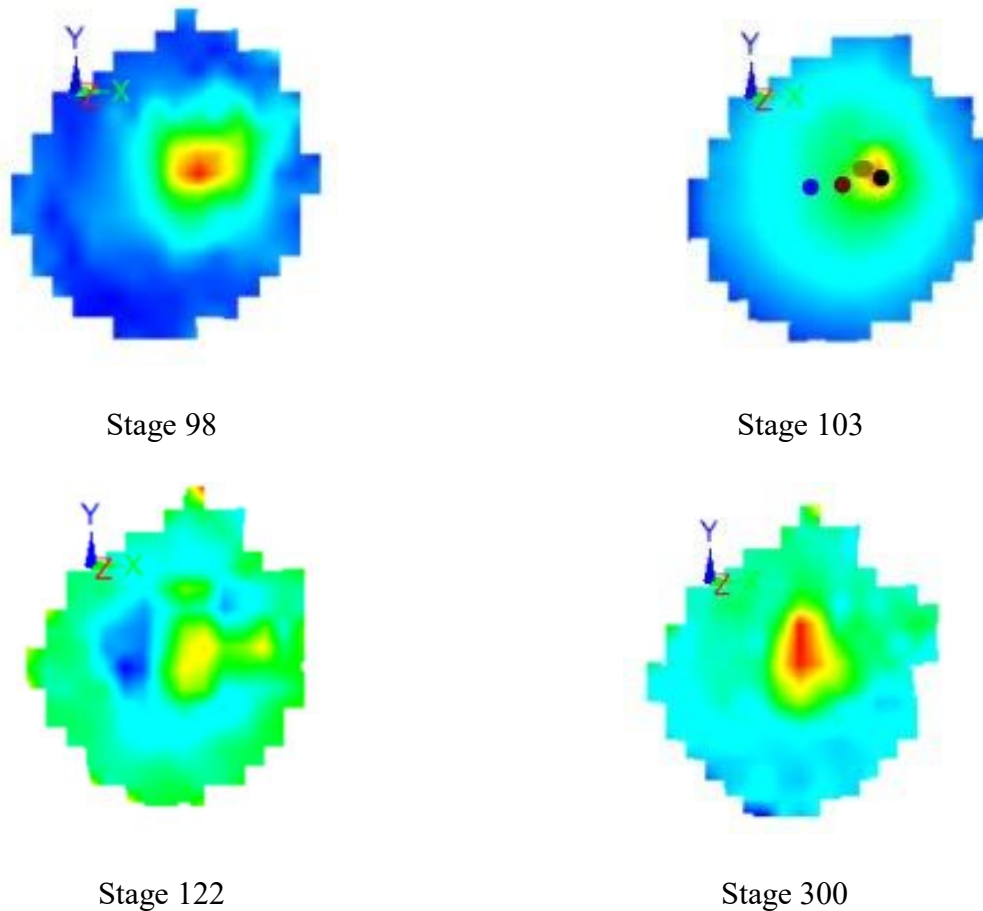 Y
Z X
Y
Z X
Stage 98
Stage 103
Y
Z X
Y
Z X
Stage 122
Stage 300